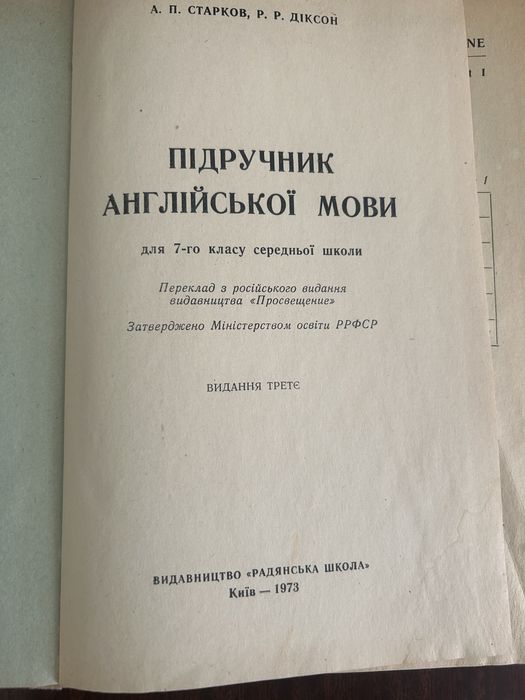 А. П. СТАРКОВ, Р. Р. ДІКСОН
ПІДРУЧНИК
АНГЛІЙСЬКОЇ МОВИ
для 7-го класу середньої школи
Переклад з російського видання
видавництва «Просвещение»
Затверджено Міністерством освіти РРФСР
ВИДАННЯ ТРЕТЄ
ВИДАВНИЦТВО «РАДЯНСЬКА ШКОЛА»
Київ — 1973